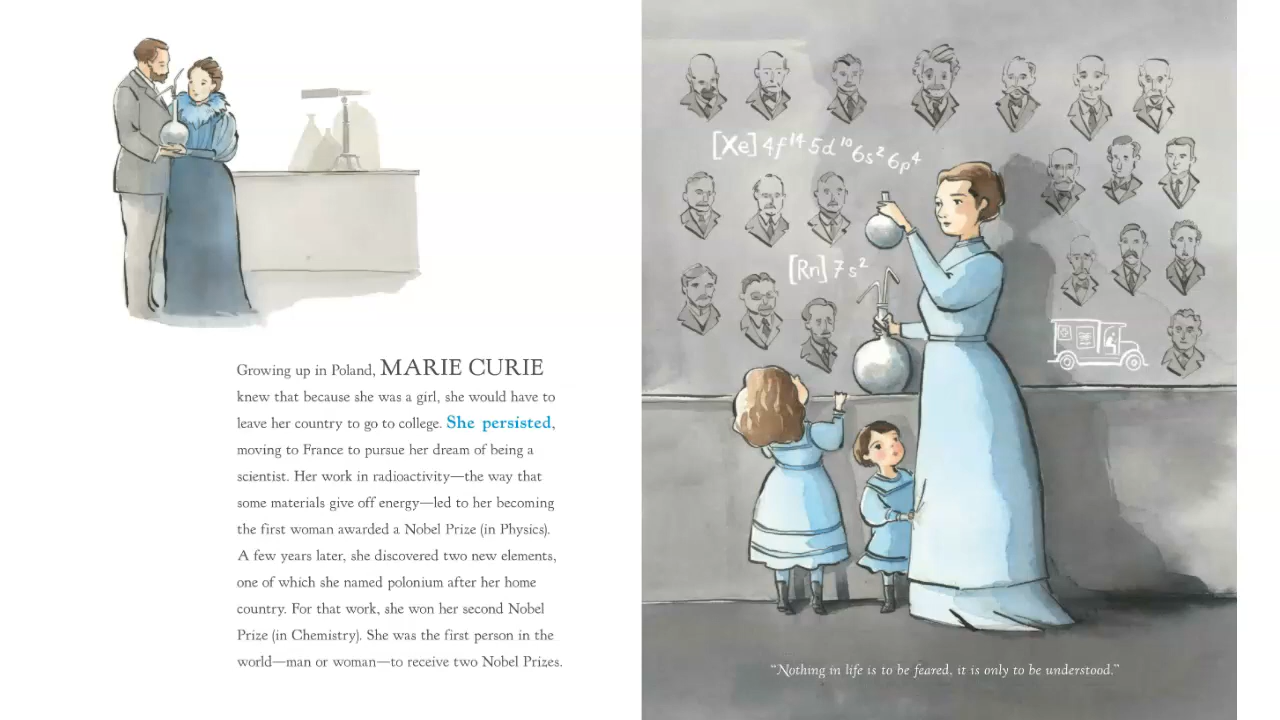 Growing up in Poland, MARIE CURIE
knew that because she was a girl, she would have to
leave her country to go to college. She persisted,
moving to France to pursue her dream of being a
scientist. Her work in radioactivity—the way that
some materials give off energy—led to her becoming
the first woman awarded a Nobel Prize (in Physics).
A few years later, she discovered two new elements,
one of which she named polonium after her home
country. For that work, she won her second Nobel
Prize (in Chemistry). She was the first person in the
world—man or woman—to receive two Nobel Prizes.
[Xe] 4f¹⁴ 5d¹⁰ 6s² 6p⁴
[Rn] 7s²
“Nothing in life is to be feared, it is only to be understood.”